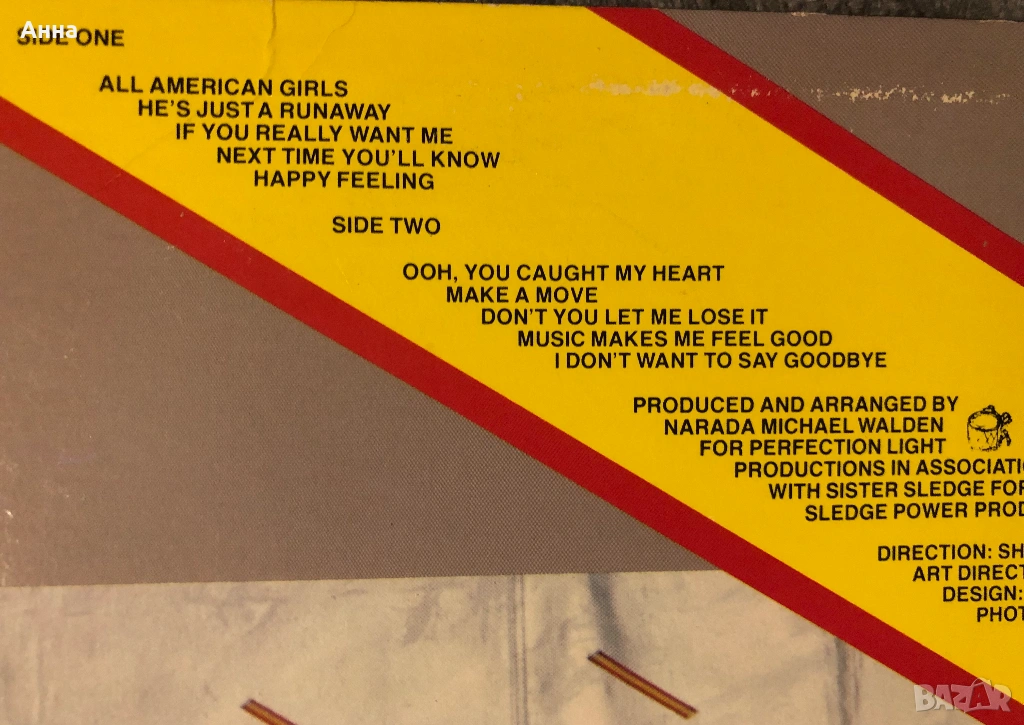 Анна
SIDE ONE
ALL AMERICAN GIRLS
HE'S JUST A RUNAWAY
IF YOU REALLY WANT ME
NEXT TIME YOU'LL KNOW
HAPPY FEELING
SIDE TWO
OOH, YOU CAUGHT MY HEART
MAKE A MOVE
DON'T YOU LET ME LOSE IT
MUSIC MAKES ME FEEL GOOD
I DON'T WANT TO SAY GOODBYE
PRODUCED AND ARRANGED BY
NARADA MICHAEL WALDEN
FOR PERFECTION LIGHT
PRODUCTIONS IN ASSOCIATI
WITH SISTER SLEDGE FOR
SLEDGE POWER PROD
DIRECTION: SH
ART DIRECT
DESIGN:
PHOT
BAZAR